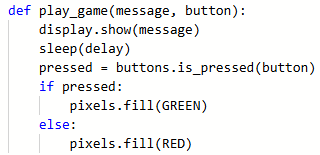 def play_game(message, button):
    display.show(message)
    sleep(delay)
    pressed = buttons.is_pressed(button)
    if pressed:
        pixels.fill(GREEN)
    else:
        pixels.fill(RED)